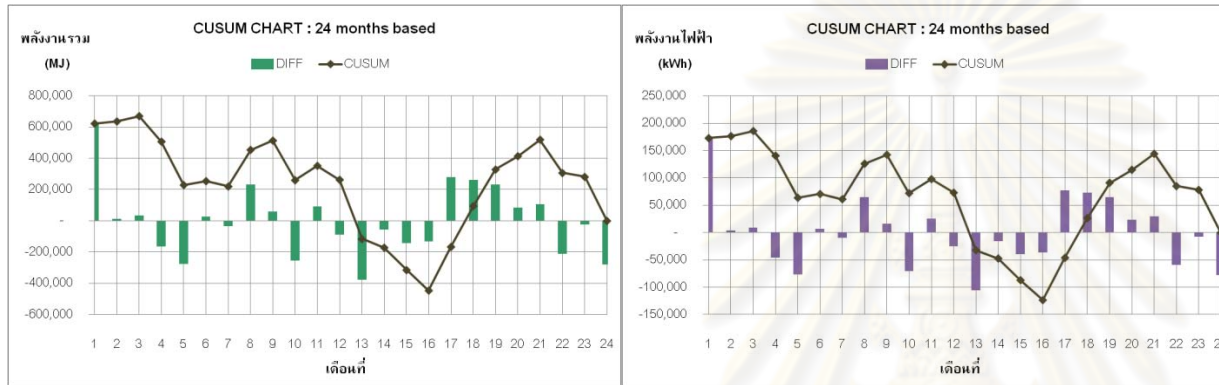 CUSUM CHART : 24 months based
พลังงานรวม
(MJ)
DIFF CUSUM
800,000
600,000
400,000
200,000
-
-200,000
-400,000
-600,000
1 2 3 4 5 6 7 8 9 10 11 12 13 14 15 16 17 18 19 20 21 22 23 24
เดือนที่
CUSUM CHART : 24 months based
พลังงานไฟฟ้า
(kWh)
DIFF CUSUM
250,000
200,000
150,000
100,000
50,000
-
-50,000
-100,000
-150,000
1 2 3 4 5 6 7 8 9 10 11 12 13 14 15 16 17 18 19 20 21 22 23
เดือนที่